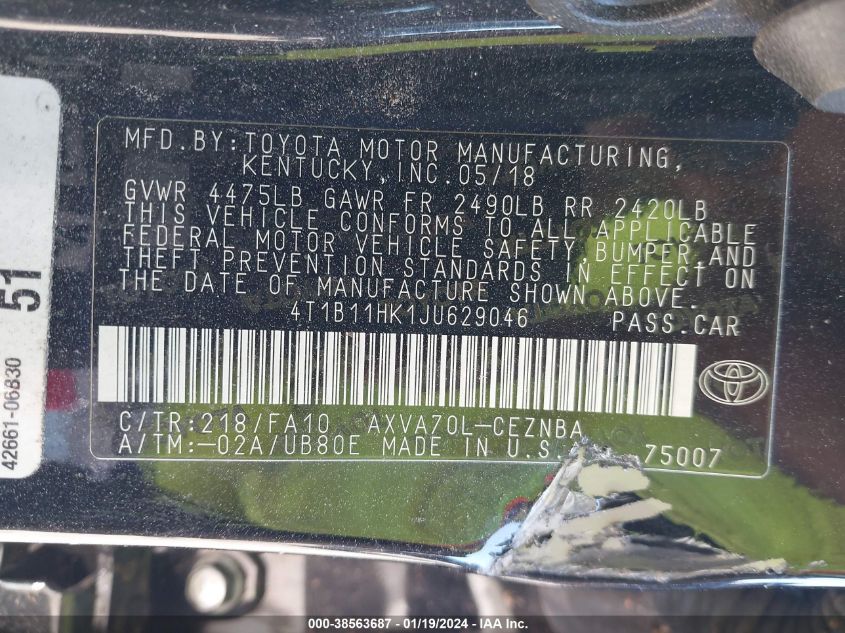 MFD.BY:TOYOTA MOTOR MANUFACTURING,
KENTUCKY,INC.05/18
GVWR 4475LB GAWR FR 2490LB RR 2420LB
THIS VEHICLE CONFORMS TO ALL APPLICABLE
FEDERAL MOTOR VEHICLE SAFETY,BUMPER,AND
THEFT PREVENTION STANDARDS IN EFFECT ON
THE DATE OF MANUFACTURE SHOWN ABOVE.
4T1B11HK1JU629046 PASS.CAR
C/TR:218/FA10 AXVA70L-CEZNBA
A/TM:-02A/UB80E MADE IN U.S. 75007
51
42661-06830
000-38563687 - 01/19/2024 - IAA Inc.